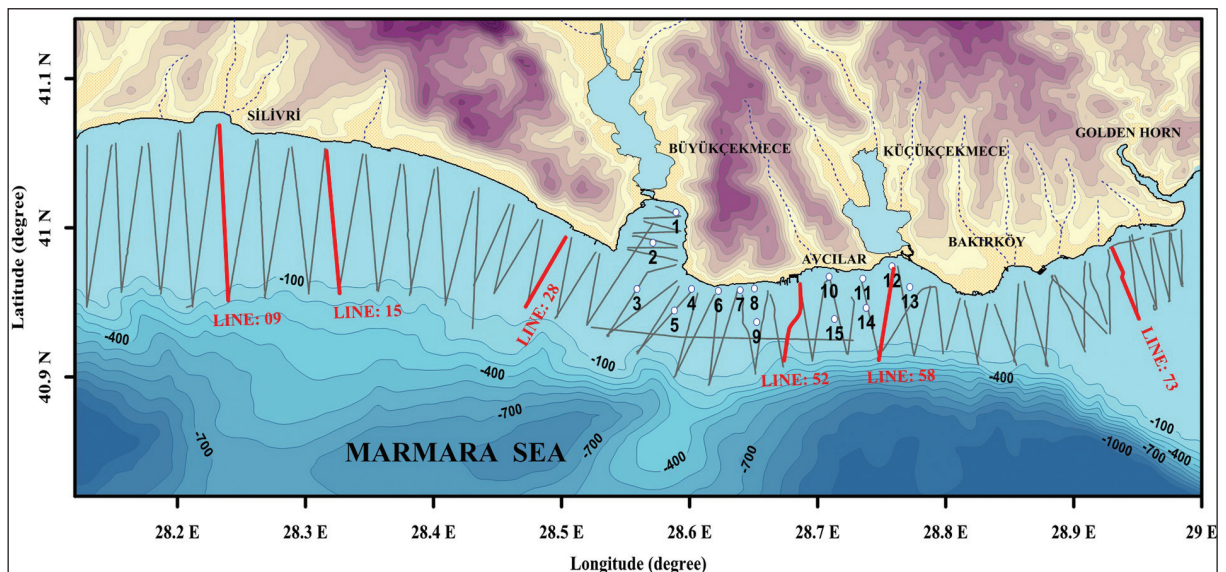 41.1 N
41 N
40.9 N
Latitude (degree)
SİLİVRİ
BÜYÜKÇEKMECE
KÜÇÜKÇEKMECE
GOLDEN HORN
AVCILAR
BAKIRKÖY
1
2
3
4
5
6
7
8
9
10
11
12
13
14
15
-100
-400
-700
LINE: 09
LINE: 15
LINE: 28
LINE: 52
LINE: 58
LINE: 73
-100
-400
-700
-700
-400
-700
-400
-100
-1000
-700
-400
MARMARA SEA
28.2 E
28.3 E
28.4 E
28.5 E
28.6 E
28.7 E
28.8 E
28.9 E
29 E
Longitude (degree)